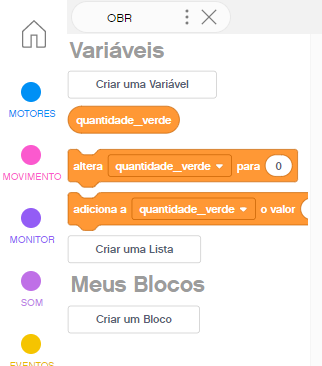 OBR
Variáveis
Criar uma Variável
quantidade_verde
altera quantidade_verde para 0
adiciona a quantidade_verde o valor
Criar uma Lista
Meus Blocos
Criar um Bloco
MOTORES
MOVIMENTO
MONITOR
SOM
EVENTOS